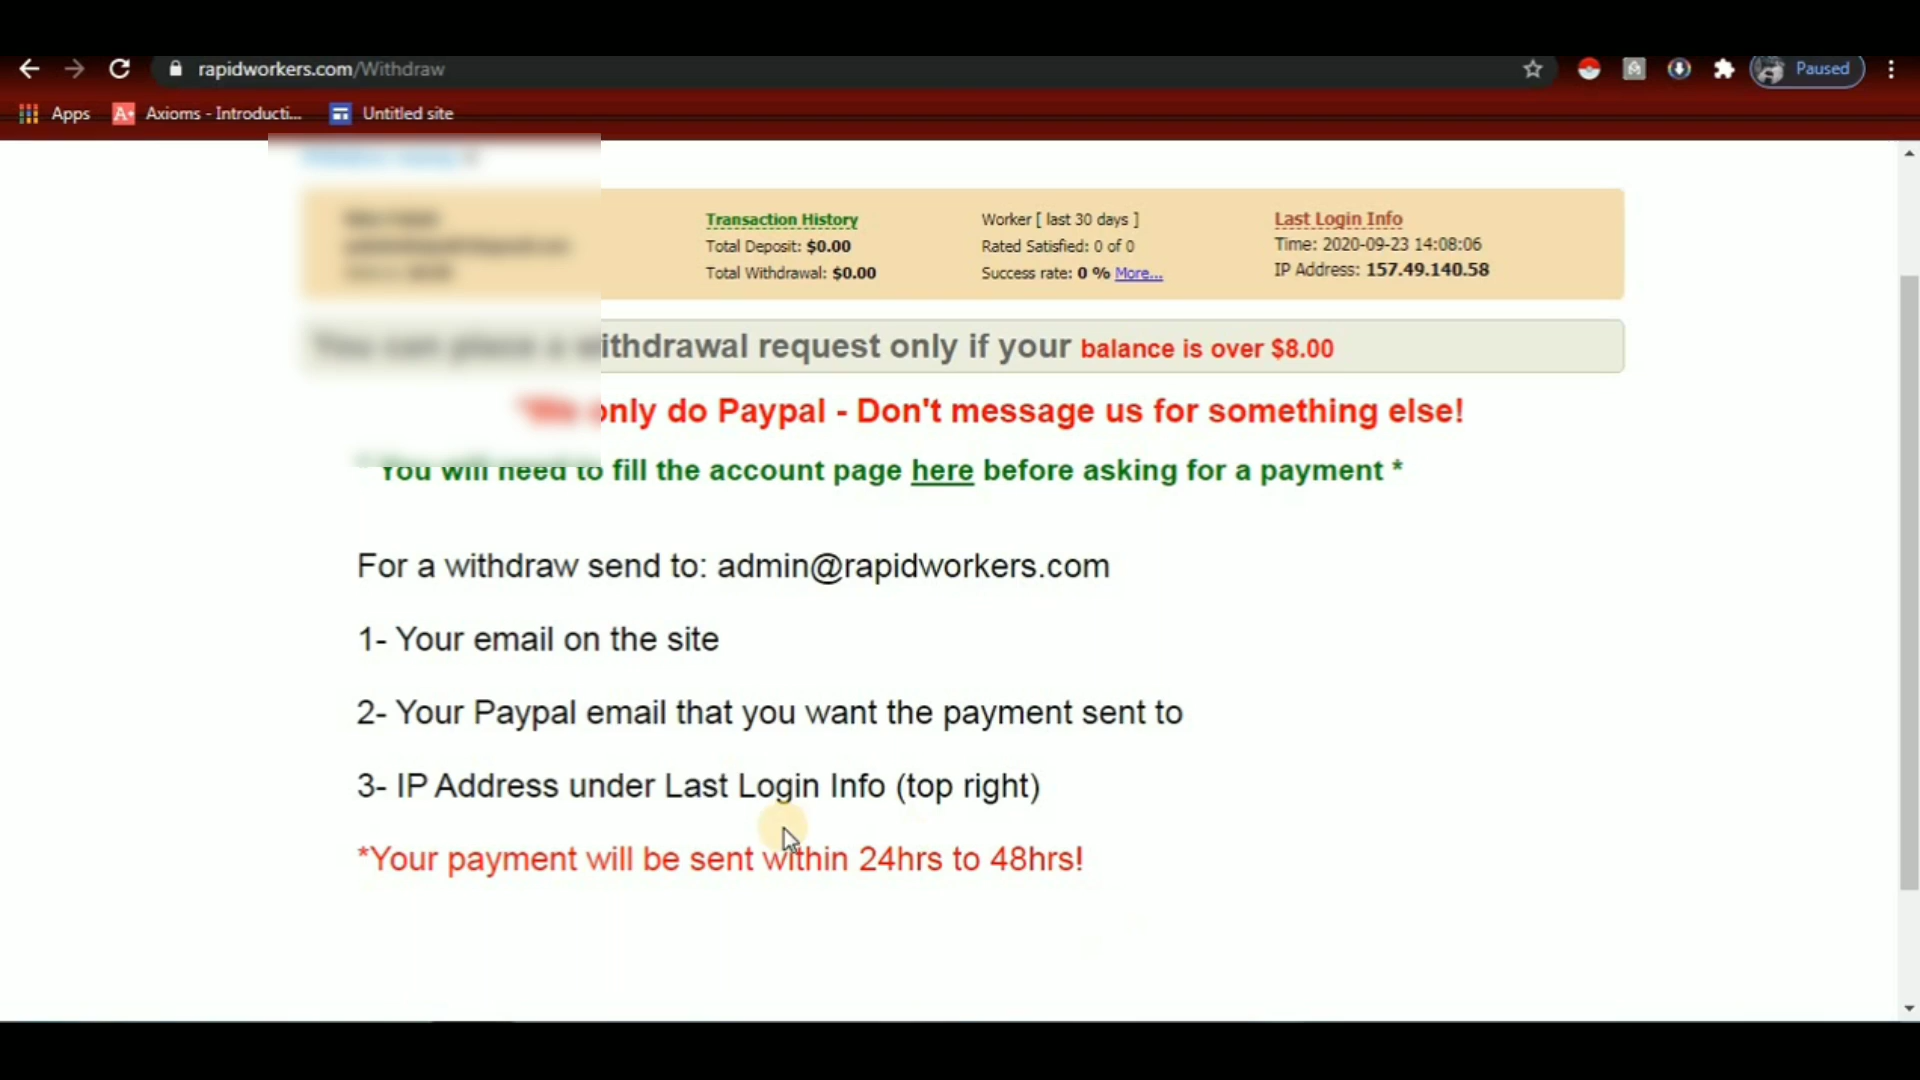 rapidworkers.com/Withdraw
Paused
Apps
Axioms - Introducti...
Untitled site
Transaction History
Total Deposit: $0.00
Total Withdrawal: $0.00
Worker [ last 30 days ]
Rated Satisfied: 0 of 0
Success rate: 0 % More...
Last Login Info
Time: 2020-09-23 14:08:06
IP Address: 157.49.140.58
You can place a withdrawal request only if your balance is over $8.00
*We only do Paypal - Don't message us for something else!
* You will need to fill the account page here before asking for a payment *
For a withdraw send to: admin@rapidworkers.com
1- Your email on the site
2- Your Paypal email that you want the payment sent to
3- IP Address under Last Login Info (top right)
*Your payment will be sent within 24hrs to 48hrs!